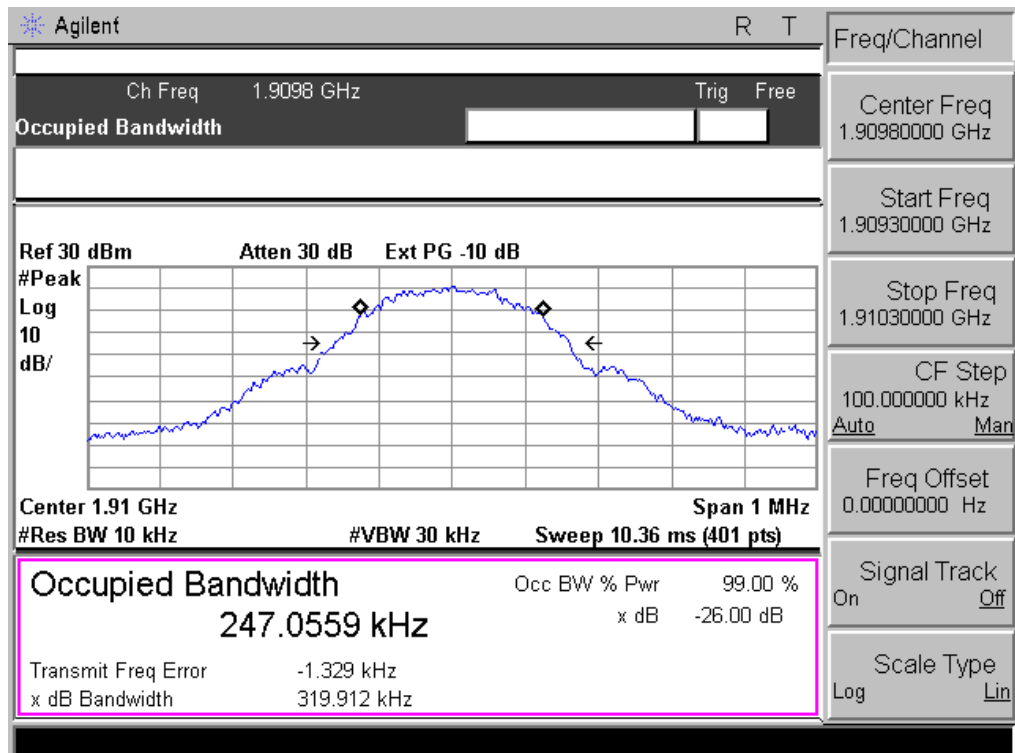 Agilent R T
Ch Freq 1.9098 GHz Trig Free
Occupied Bandwidth
Ref 30 dBm Atten 30 dB Ext PG -10 dB
#Peak
Log
10
dB/
Center 1.91 GHz Span 1 MHz
#Res BW 10 kHz #VBW 30 kHz Sweep 10.36 ms (401 pts)
Occupied Bandwidth
247.0559 kHz
Occ BW % Pwr 99.00 %
x dB -26.00 dB
Transmit Freq Error -1.329 kHz
x dB Bandwidth 319.912 kHz
Freq/Channel
Center Freq
1.90980000 GHz
Start Freq
1.90930000 GHz
Stop Freq
1.91030000 GHz
CF Step
100.000000 kHz
Auto Man
Freq Offset
0.00000000 Hz
Signal Track
On Off
Scale Type
Log Lin